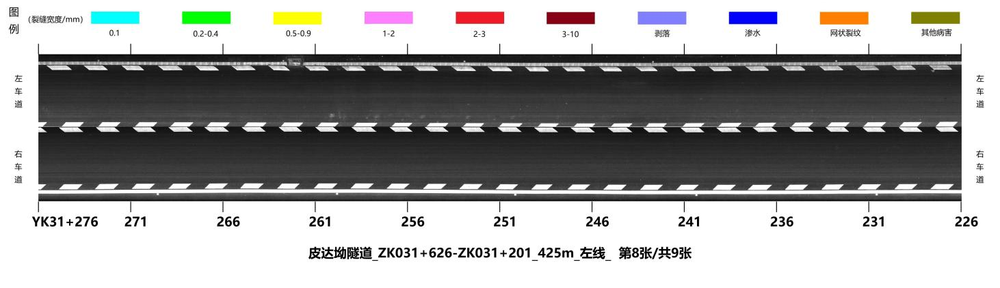 图例
(裂缝宽度/mm)
0.1 0.2-0.4 0.5-0.9 1-2 2-3 3-10 剥落 渗水 网状裂纹 其他病害
左车道 左车道
右车道 右车道
YK31+276 271 266 261 256 251 246 241 236 231 226
皮达坳隧道_ZK031+626-ZK031+201_425m_左线_ 第8张/共9张